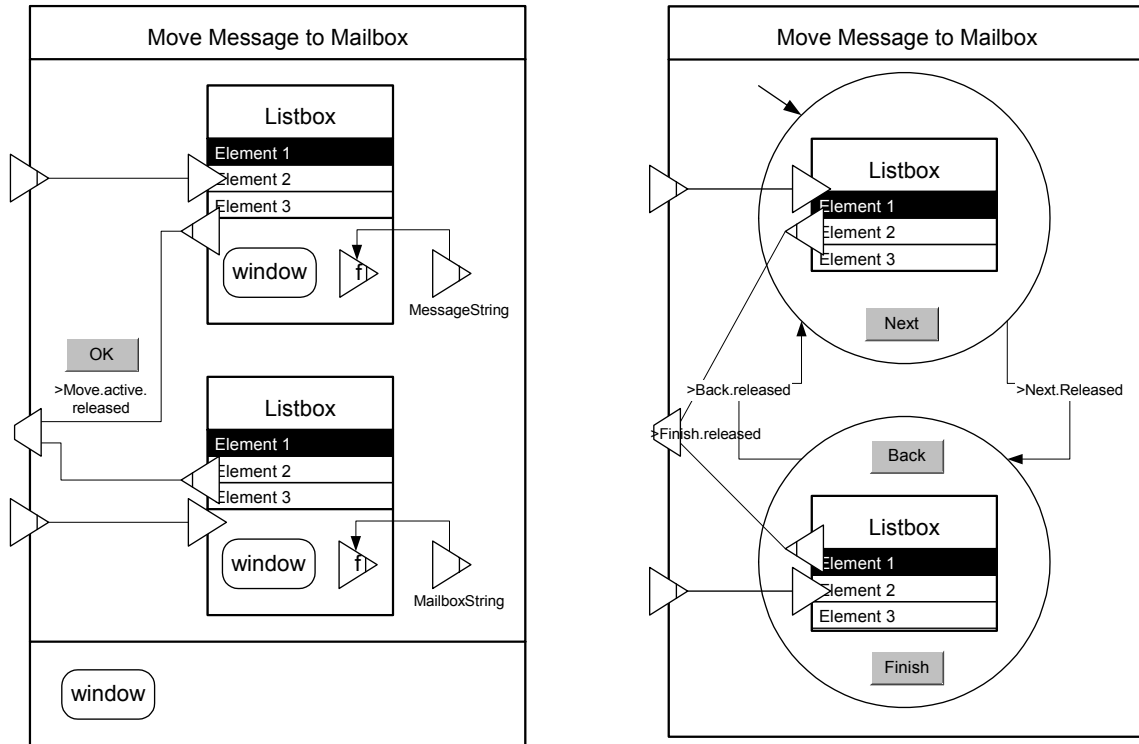 Move Message to Mailbox
Listbox
Element 1
Element 2
Element 3
window
f
MessageString
OK
>Move.active.
released
Listbox
Element 1
Element 2
Element 3
window
f
MailboxString
window
Move Message to Mailbox
Listbox
Element 1
Element 2
Element 3
Next
>Back.released
>Next.Released
>Finish.released
Back
Listbox
Element 1
Element 2
Element 3
Finish